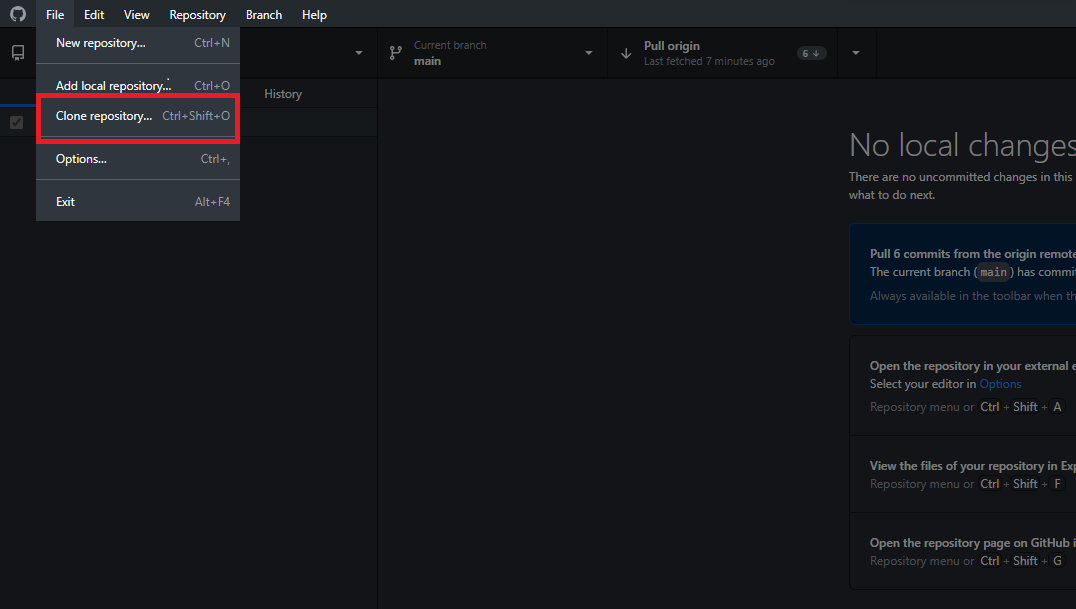 File Edit View Repository Branch Help
New repository... Ctrl+N
Add local repository... Ctrl+O
Clone repository... Ctrl+Shift+O
Options... Ctrl+,
Exit Alt+F4
Current branch
main
Pull origin
Last fetched 7 minutes ago
6
History
No local changes
There are no uncommitted changes in this
what to do next.
Pull 6 commits from the origin remote
The current branch (main) has commi
Always available in the toolbar when th
Open the repository in your external e
Select your editor in Options
Repository menu or Ctrl + Shift + A
View the files of your repository in Exp
Repository menu or Ctrl + Shift + F
Open the repository page on GitHub i
Repository menu or Ctrl + Shift + G